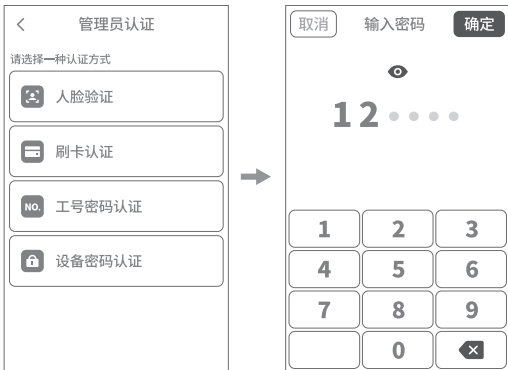 管理员认证
请选择一种认证方式
人脸验证
刷卡认证
NO. 工号密码认证
设备密码认证
取消 输入密码 确定
12
1 2 3
4 5 6
7 8 9
0